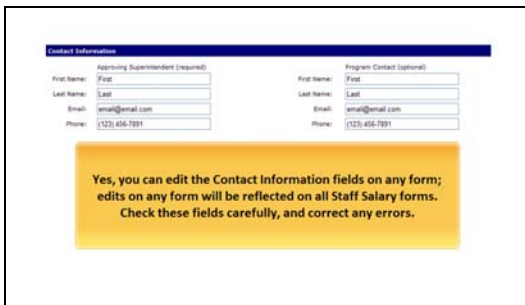 Contact Information
Approving Superintendent (required) Program Contact (optional)
First Name: First First Name: First
Last Name: Last Last Name: Last
Email: email@email.com Email: email@email.com
Phone: (123) 456-7891 Phone: (123) 456-7891
Yes, you can edit the Contact Information fields on any form;
edits on any form will be reflected on all Staff Salary forms.
Check these fields carefully, and correct any errors.